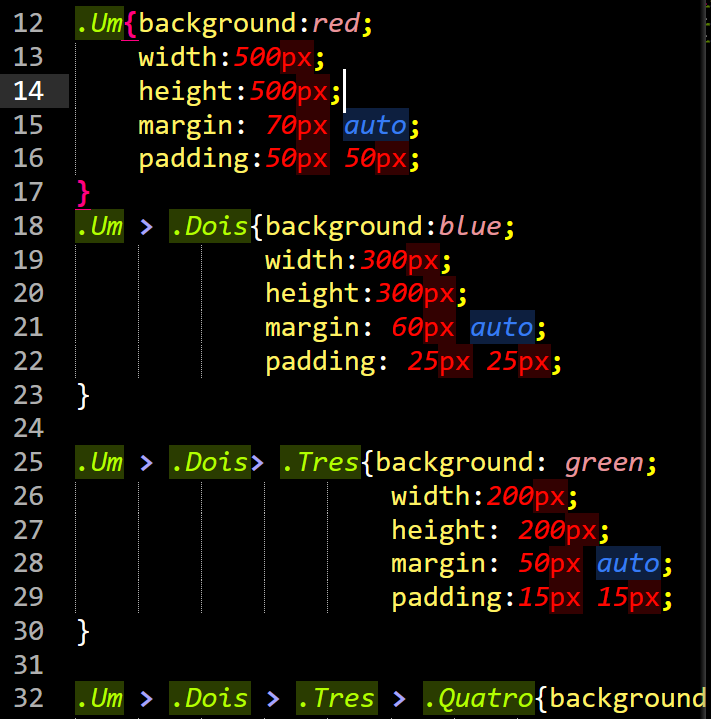 12 .Um{background:red;
13 width:500px;
14 height:500px;
15 margin: 70px auto;
16 padding:50px 50px;
17 }
18 .Um > .Dois{background:blue;
19 width:300px;
20 height:300px;
21 margin: 60px auto;
22 padding: 25px 25px;
23 }
24
25 .Um > .Dois> .Tres{background: green;
26 width:200px;
27 height: 200px;
28 margin: 50px auto;
29 padding:15px 15px;
30 }
31
32 .Um > .Dois > .Tres > .Quatro{background